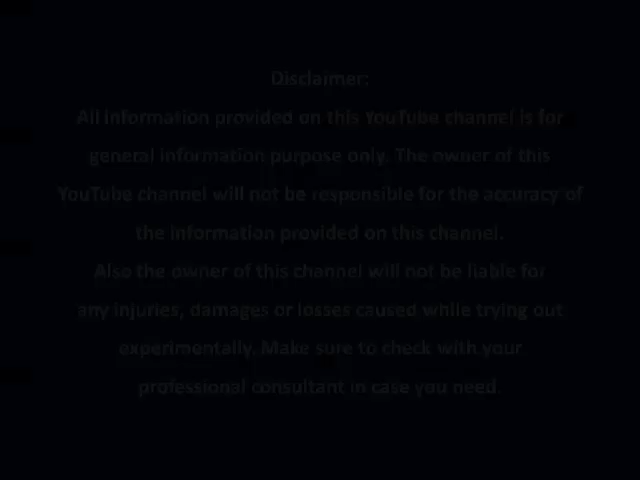 Disclaimer:
All information provided on this YouTube channel is for
general information purpose only. The owner of this
YouTube channel will not be responsible for the accuracy of
the information provided on this channel.
Also the owner of this channel will not be liable for
any injuries, damages or losses caused while trying out
experimentally. Make sure to check with your
professional consultant in case you need.